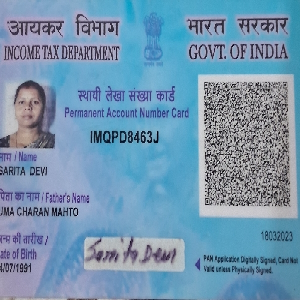 आयकर विभाग
भारत सरकार
INCOME TAX DEPARTMENT
GOVT. OF INDIA
स्थायी लेखा संख्या कार्ड
Permanent Account Number Card
IMQPD8463J
नाम / Name
SARITA DEVI
पिता का नाम / Father's Name
UMA CHARAN MAHTO
18032023
न्म की तारीख /
Date of Birth
4/07/1991
Sarita Devi
PAN Application Digitally Signed, Card Not
Valid unless Physically Signed.